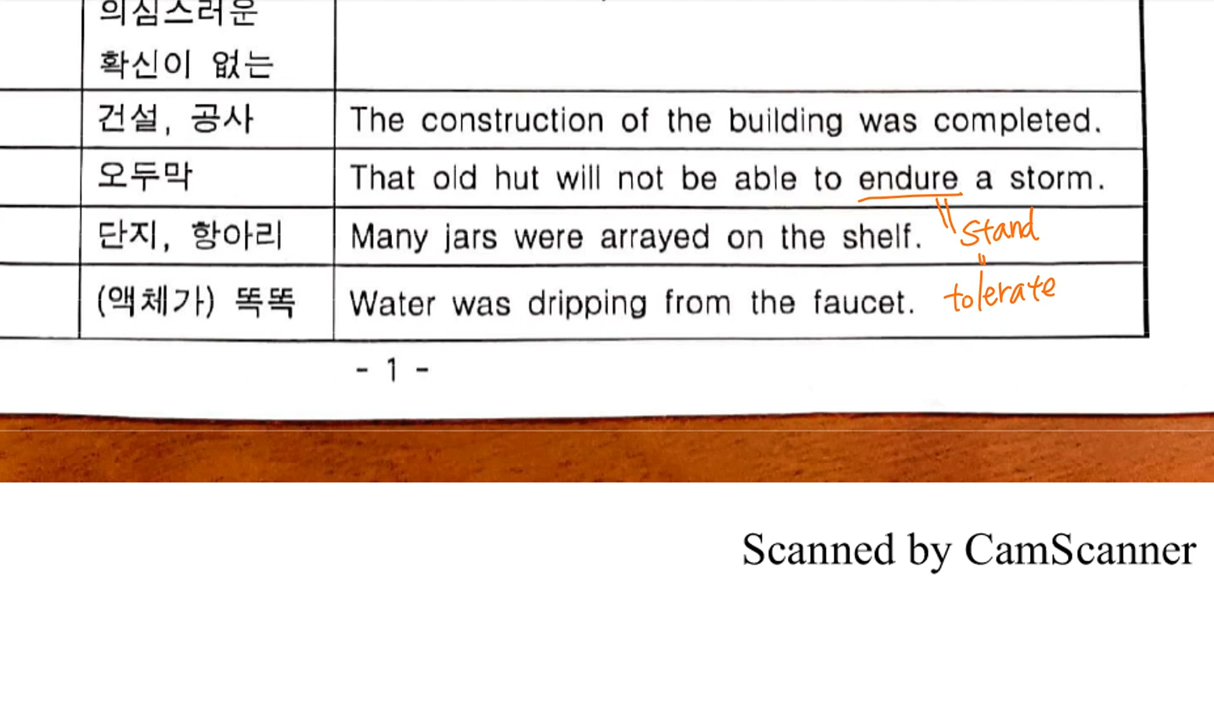 의심스러운
확신이 없는
건설, 공사
The construction of the building was completed.
오두막
That old hut will not be able to endure a storm.
"stand
단지, 항아리
Many jars were arrayed on the shelf.
" tolerate
(액체가) 똑똑
Water was dripping from the faucet.
- 1 -
Scanned by CamScanner